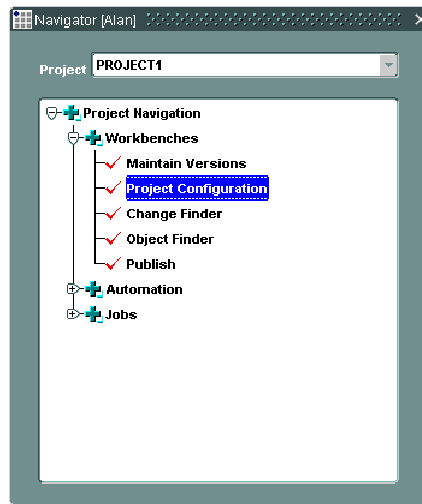 Navigator [Alan]
Project PROJECT1
Project Navigation
Workbenches
Maintain Versions
Project Configuration
Change Finder
Object Finder
Publish
Automation
Jobs